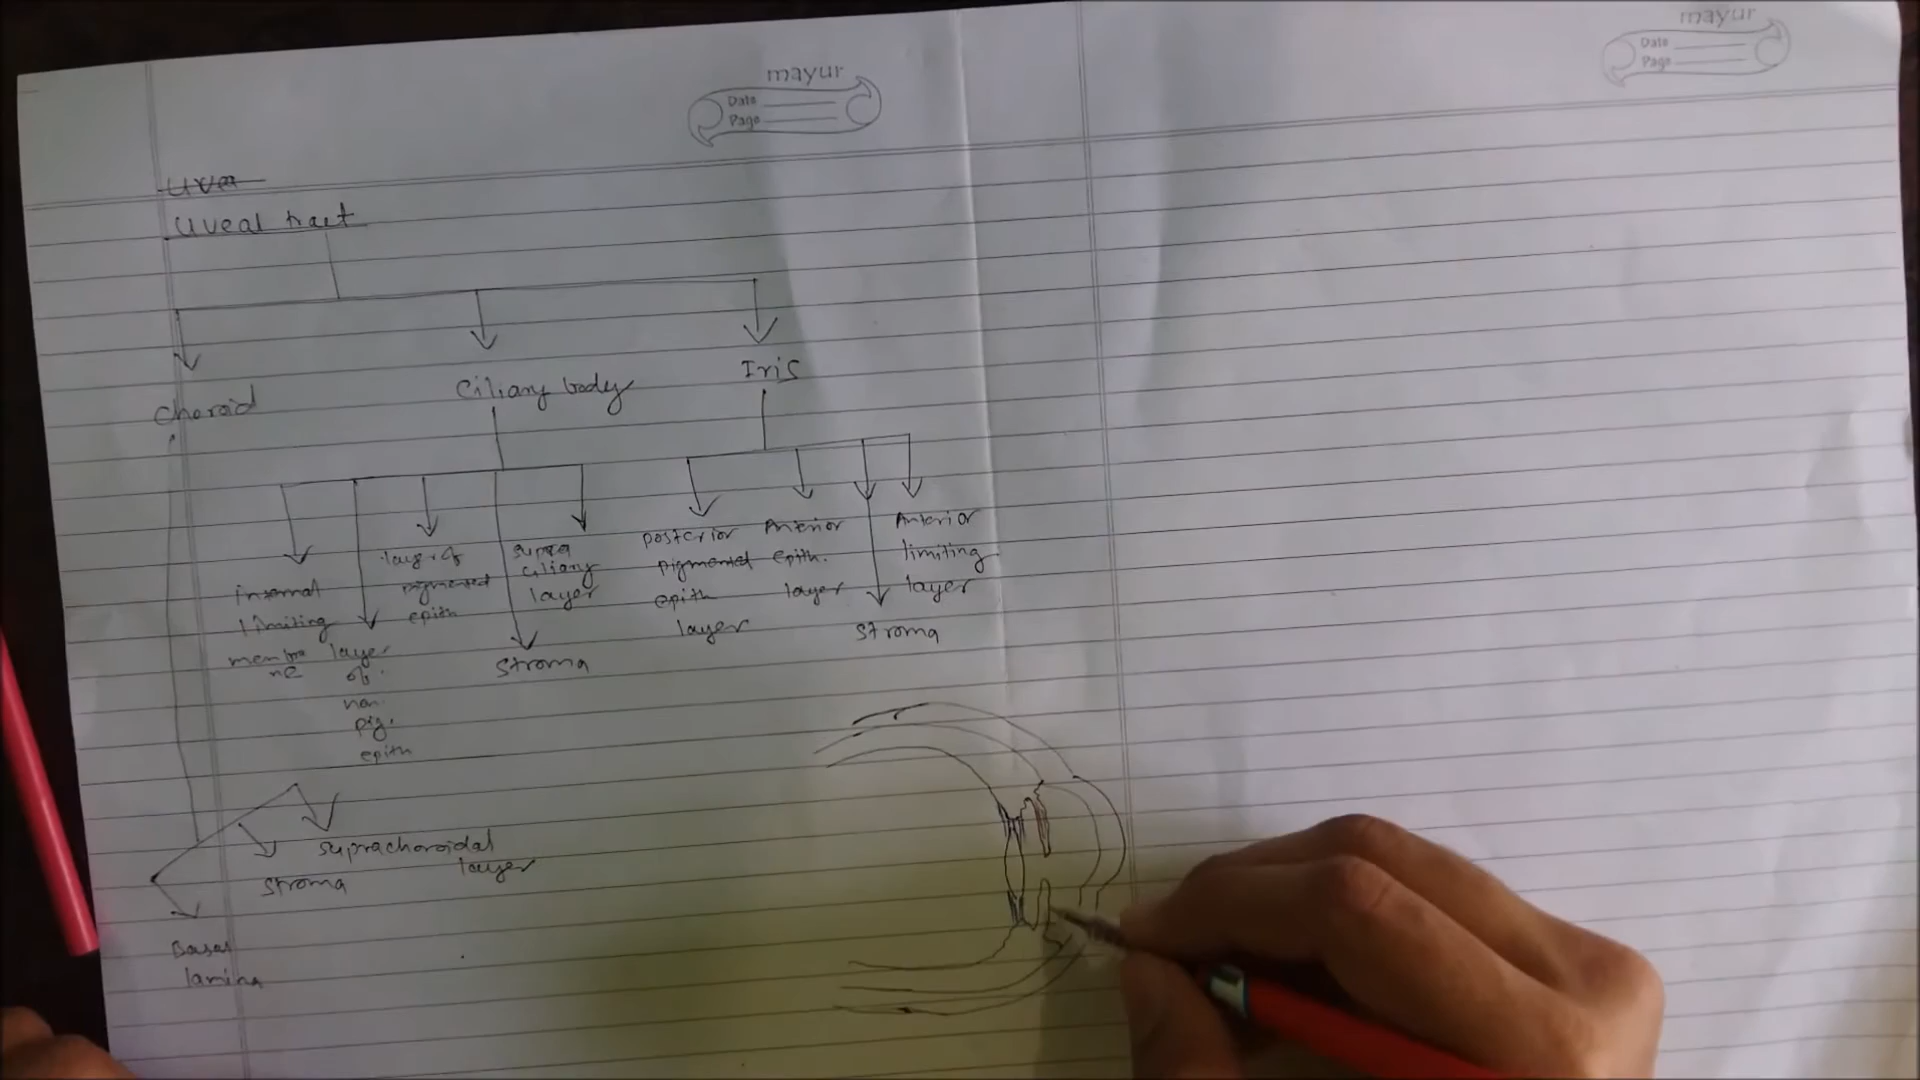 mayur
Date
Page
mayur
Date
Page
Uvea
Uveal tract
Choroid
Ciliary body
Iris
internal
limiting
membra
ne
layer
of
non
pig.
epith
layer of
pigmented
epith
stroma
supra
ciliary
layer
posterior
pigmented
epith
layer
Anterior
epith.
layer
stroma
Anterior
limiting
layer
suprachoroidal
layer
stroma
Basal
lamina